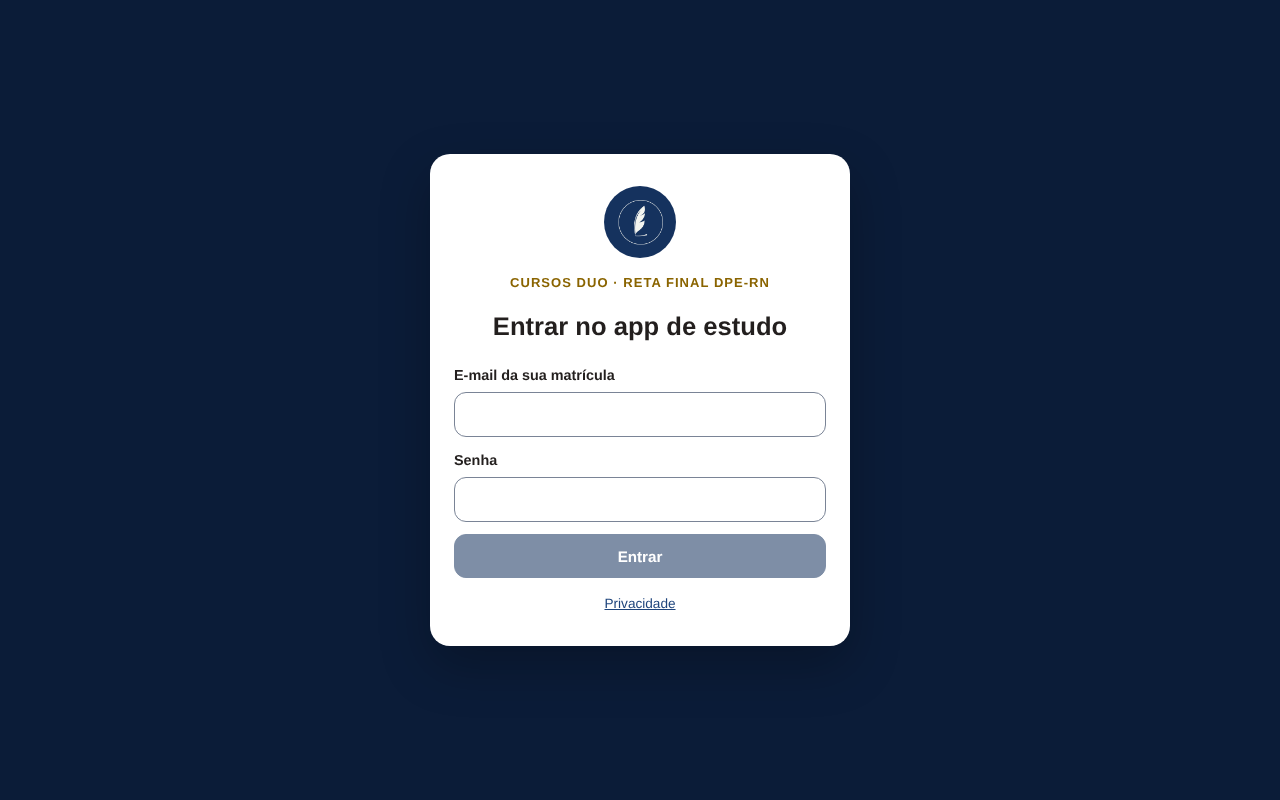 CURSOS DUO · RETA FINAL DPE-RN
Entrar no app de estudo
E-mail da sua matrícula
Senha
Entrar
Privacidade